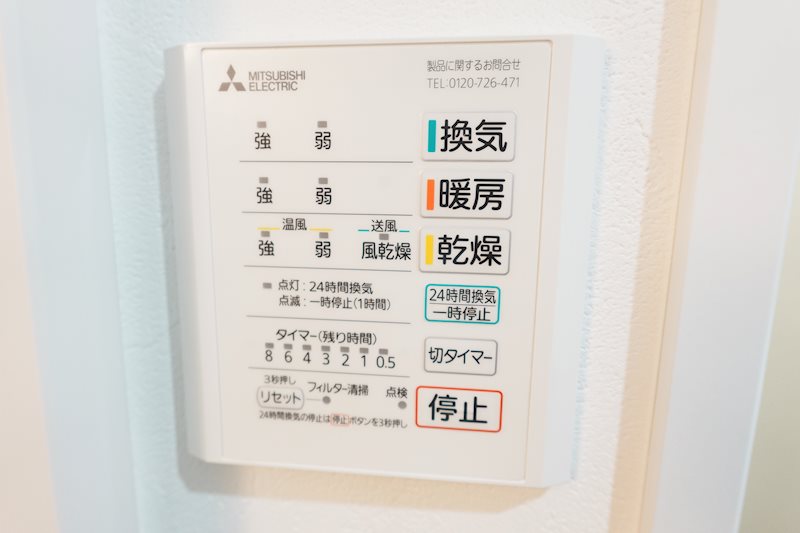 MITSUBISHI
ELECTRIC
製品に関するお問合せ
TEL:0120-726-471
強 弱 換気
強 弱 暖房
温風 送風
強 弱 風乾燥 乾燥
点灯：24時間換気
点滅：一時停止(1時間)
24時間換気
一時停止
タイマー(残り時間)
8 6 4 3 2 1 0.5
切タイマー
3秒押し
リセット フィルター清掃 点検
停止
24時間換気の停止は停止ボタンを3秒押し